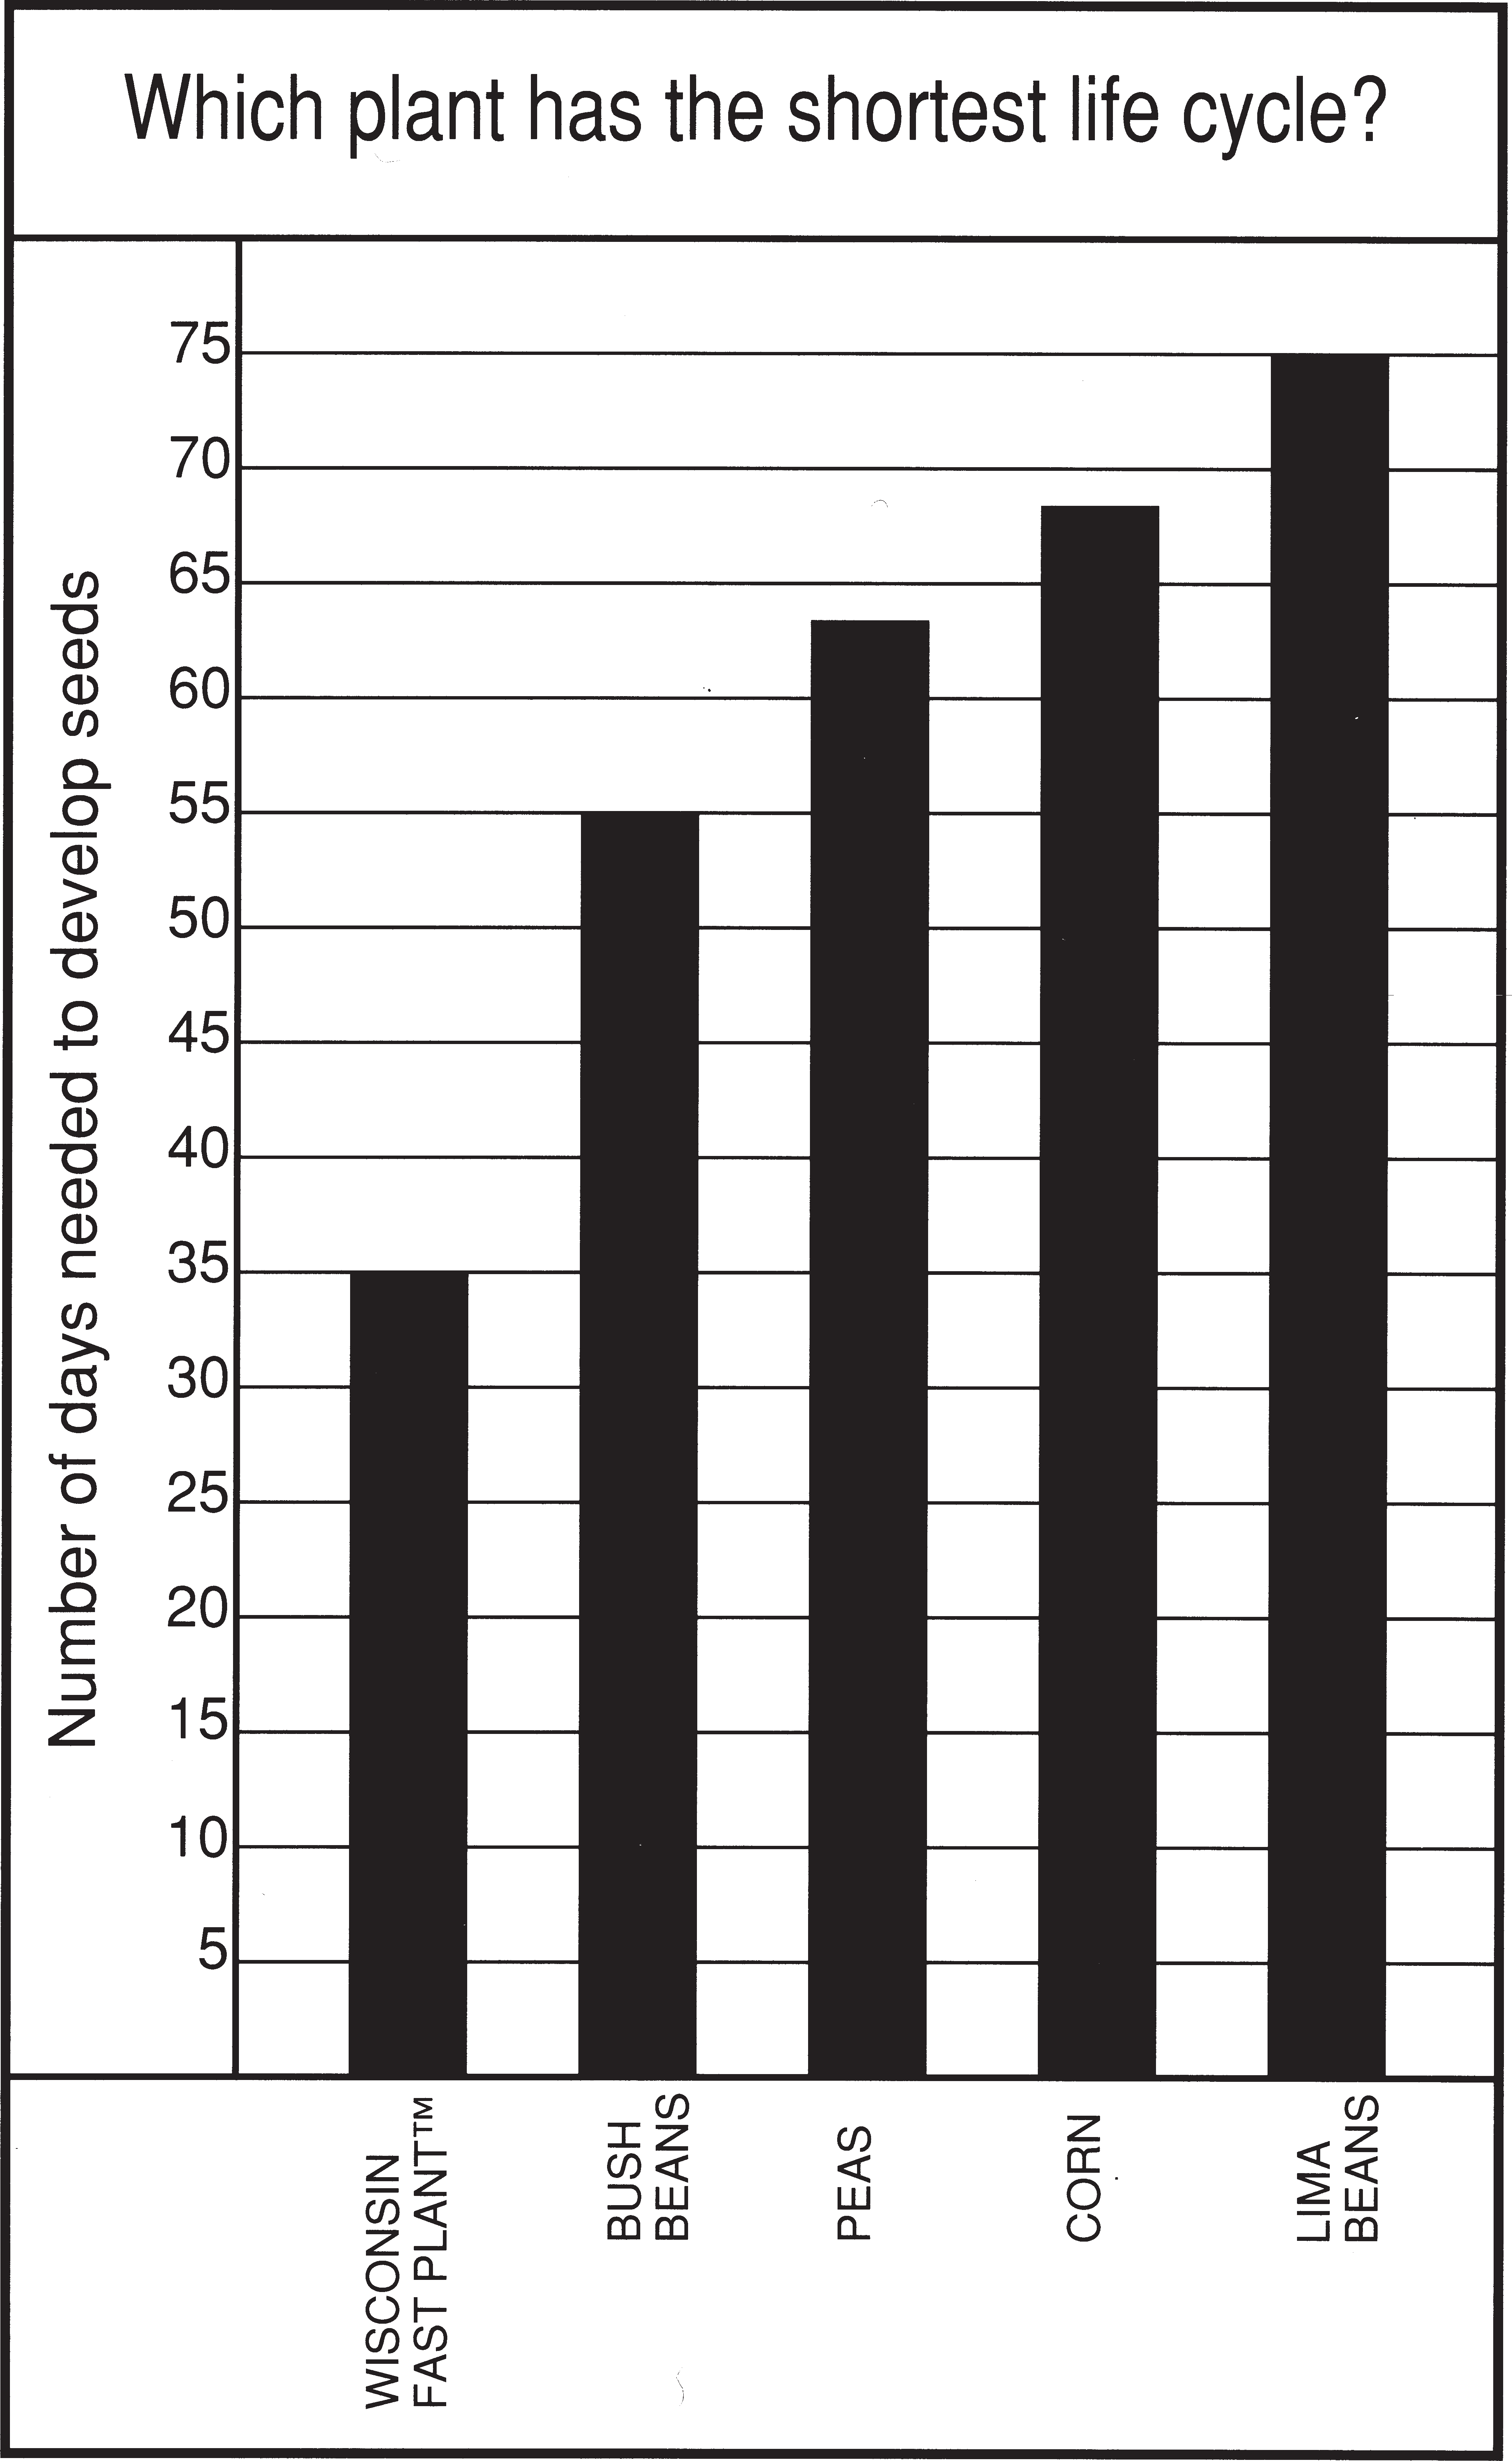 Which plant has the shortest life cycle?
Number of days needed to develop seeds
75
70
65
60
55
50
45
40
35
30
25
20
15
10
5
WISCONSIN
FAST PLANT™
BUSH
BEANS
PEAS
CORN
LIMA
BEANS